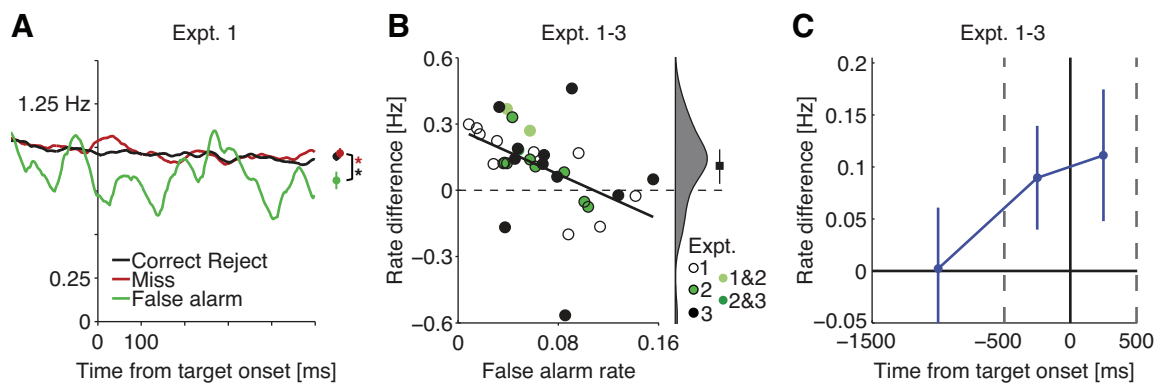 A
Expt. 1
1.25 Hz
0.25
0
0
100
Correct Reject
Miss
False alarm
*
*
Time from target onset [ms]
B
Expt. 1-3
Rate difference [Hz]
0.6
0.3
0
−0.3
−0.6
0
0.08
0.16
False alarm rate
Expt.
1
1&2
2
2&3
3
C
Expt. 1-3
Rate difference [Hz]
0.2
0.15
0.1
0.05
0
−0.05
−1500
−500
0
500
Time from target onset [ms]